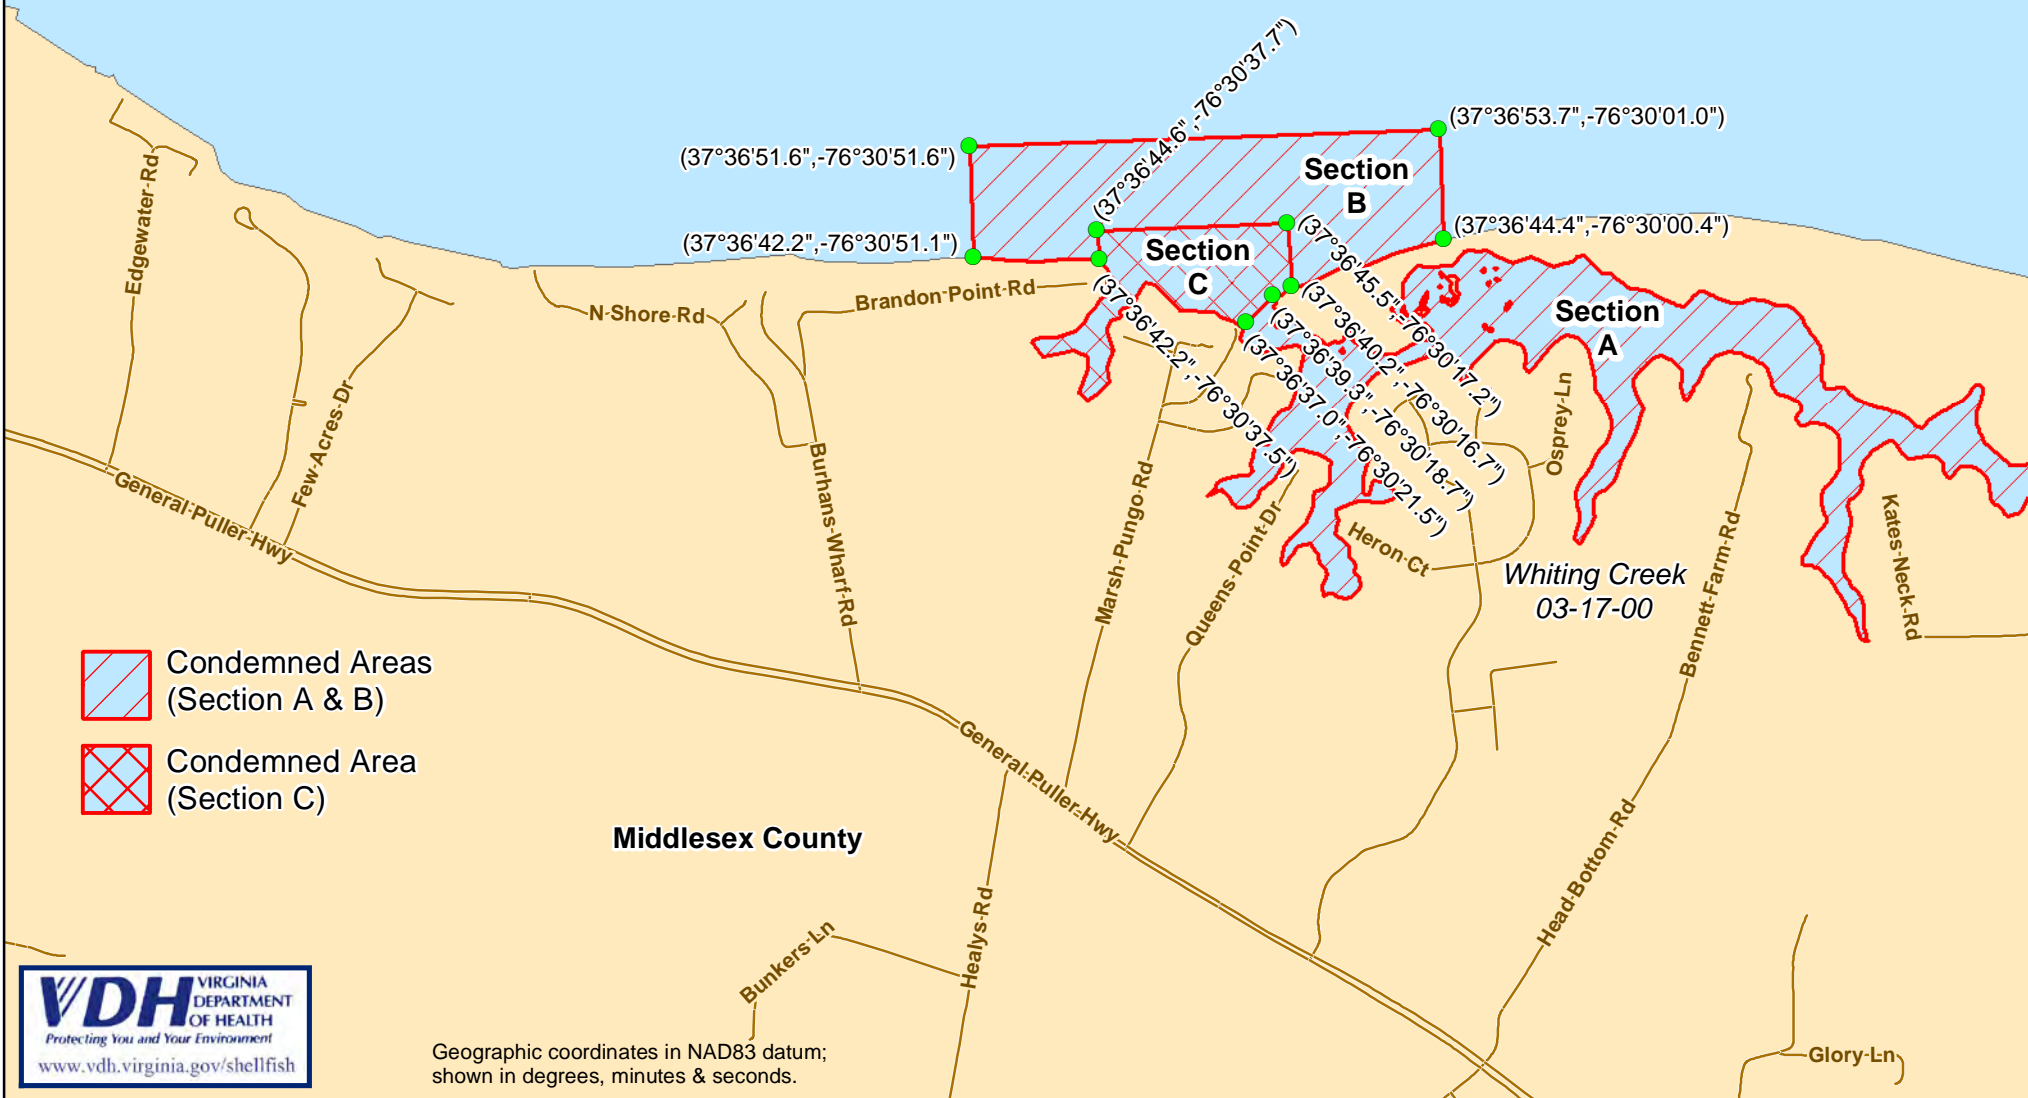 (37°36'44.6",-76°30'37.7")
(37°36'53.7",-76°30'01.0")
(37°36'51.6",-76°30'51.6")
Section
B
(37°36'42.2",-76°30'51.1")
(37°36'44.4",-76°30'00.4")
Section
C
(37°36'45.5",-76°30'17.2")
(37°36'40.2",-76°30'16.7")
(37°36'39.3",-76°30'18.7")
(37°36'37.0",-76°30'21.5")
(37°36'42.2",-76°30'37.5")
Section
A
Edgewater Rd
N Shore Rd
Brandon Point Rd
Few Acres Dr
General Puller Hwy
Burhans Wharf Rd
Marsh Pungo Rd
Queens Point Dr
Heron Ct
Osprey Ln
Whiting Creek
03-17-00
Bennett Farm Rd
Kates Neck Rd
Condemned Areas
(Section A & B)
Condemned Area
(Section C)
General Puller Hwy
Middlesex County
Healys Rd
Bunkers Ln
Head Bottom Rd
Glory Ln
VDH
VIRGINIA
DEPARTMENT
OF HEALTH
Protecting You and Your Environment
www.vdh.virginia.gov/shellfish
Geographic coordinates in NAD83 datum;
shown in degrees, minutes & seconds.